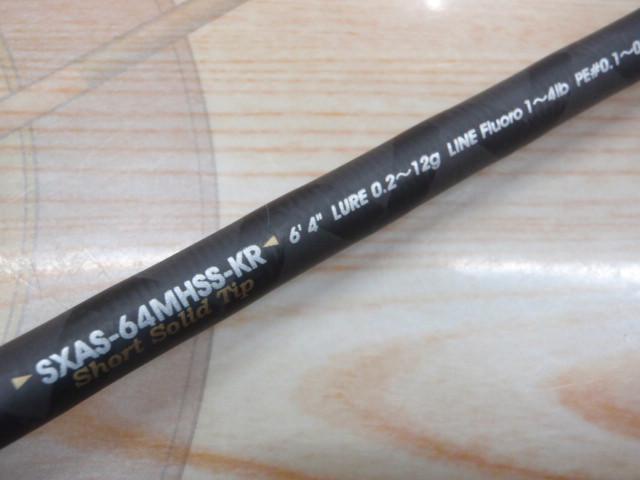 SXAS-64MHSS-KR 6' 4" LURE 0.2～12g LINE Fluoro 1～4lb PE#0.1～0
Short Solid Tip